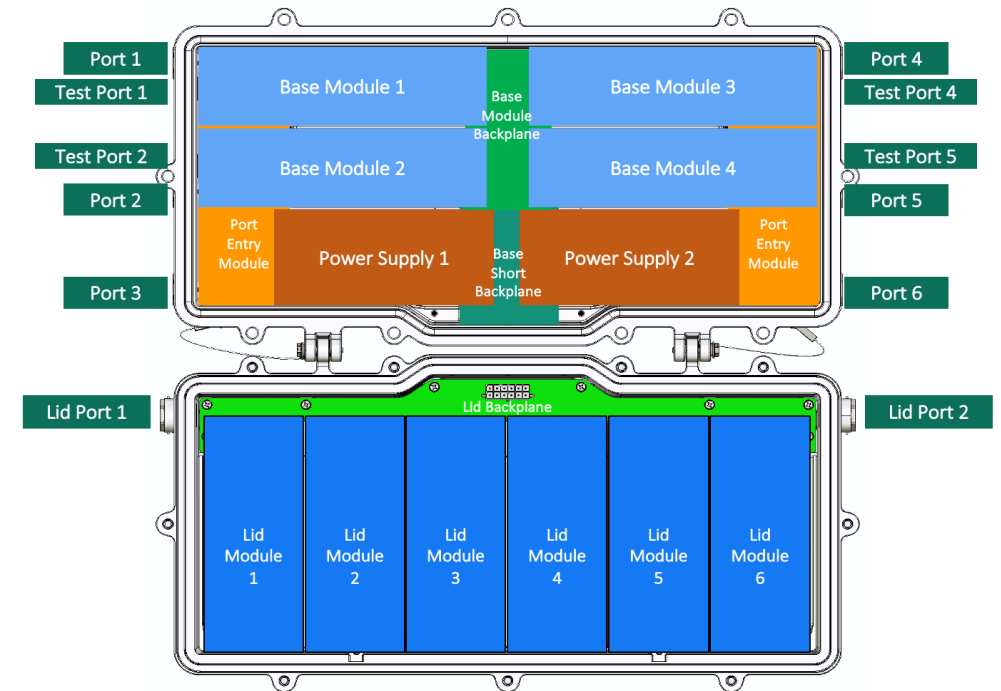 Port 1
Port 4
Test Port 1
Test Port 4
Base Module 1
Base
Module
Backplane
Base Module 3
Test Port 2
Test Port 5
Base Module 2
Base Module 4
Port 2
Port 5
Port
Entry
Module
Power Supply 1
Base
Short
Backplane
Power Supply 2
Port
Entry
Module
Port 3
Port 6
Lid Port 1
Lid Backplane
Lid Port 2
Lid
Module
1
Lid
Module
2
Lid
Module
3
Lid
Module
4
Lid
Module
5
Lid
Module
6